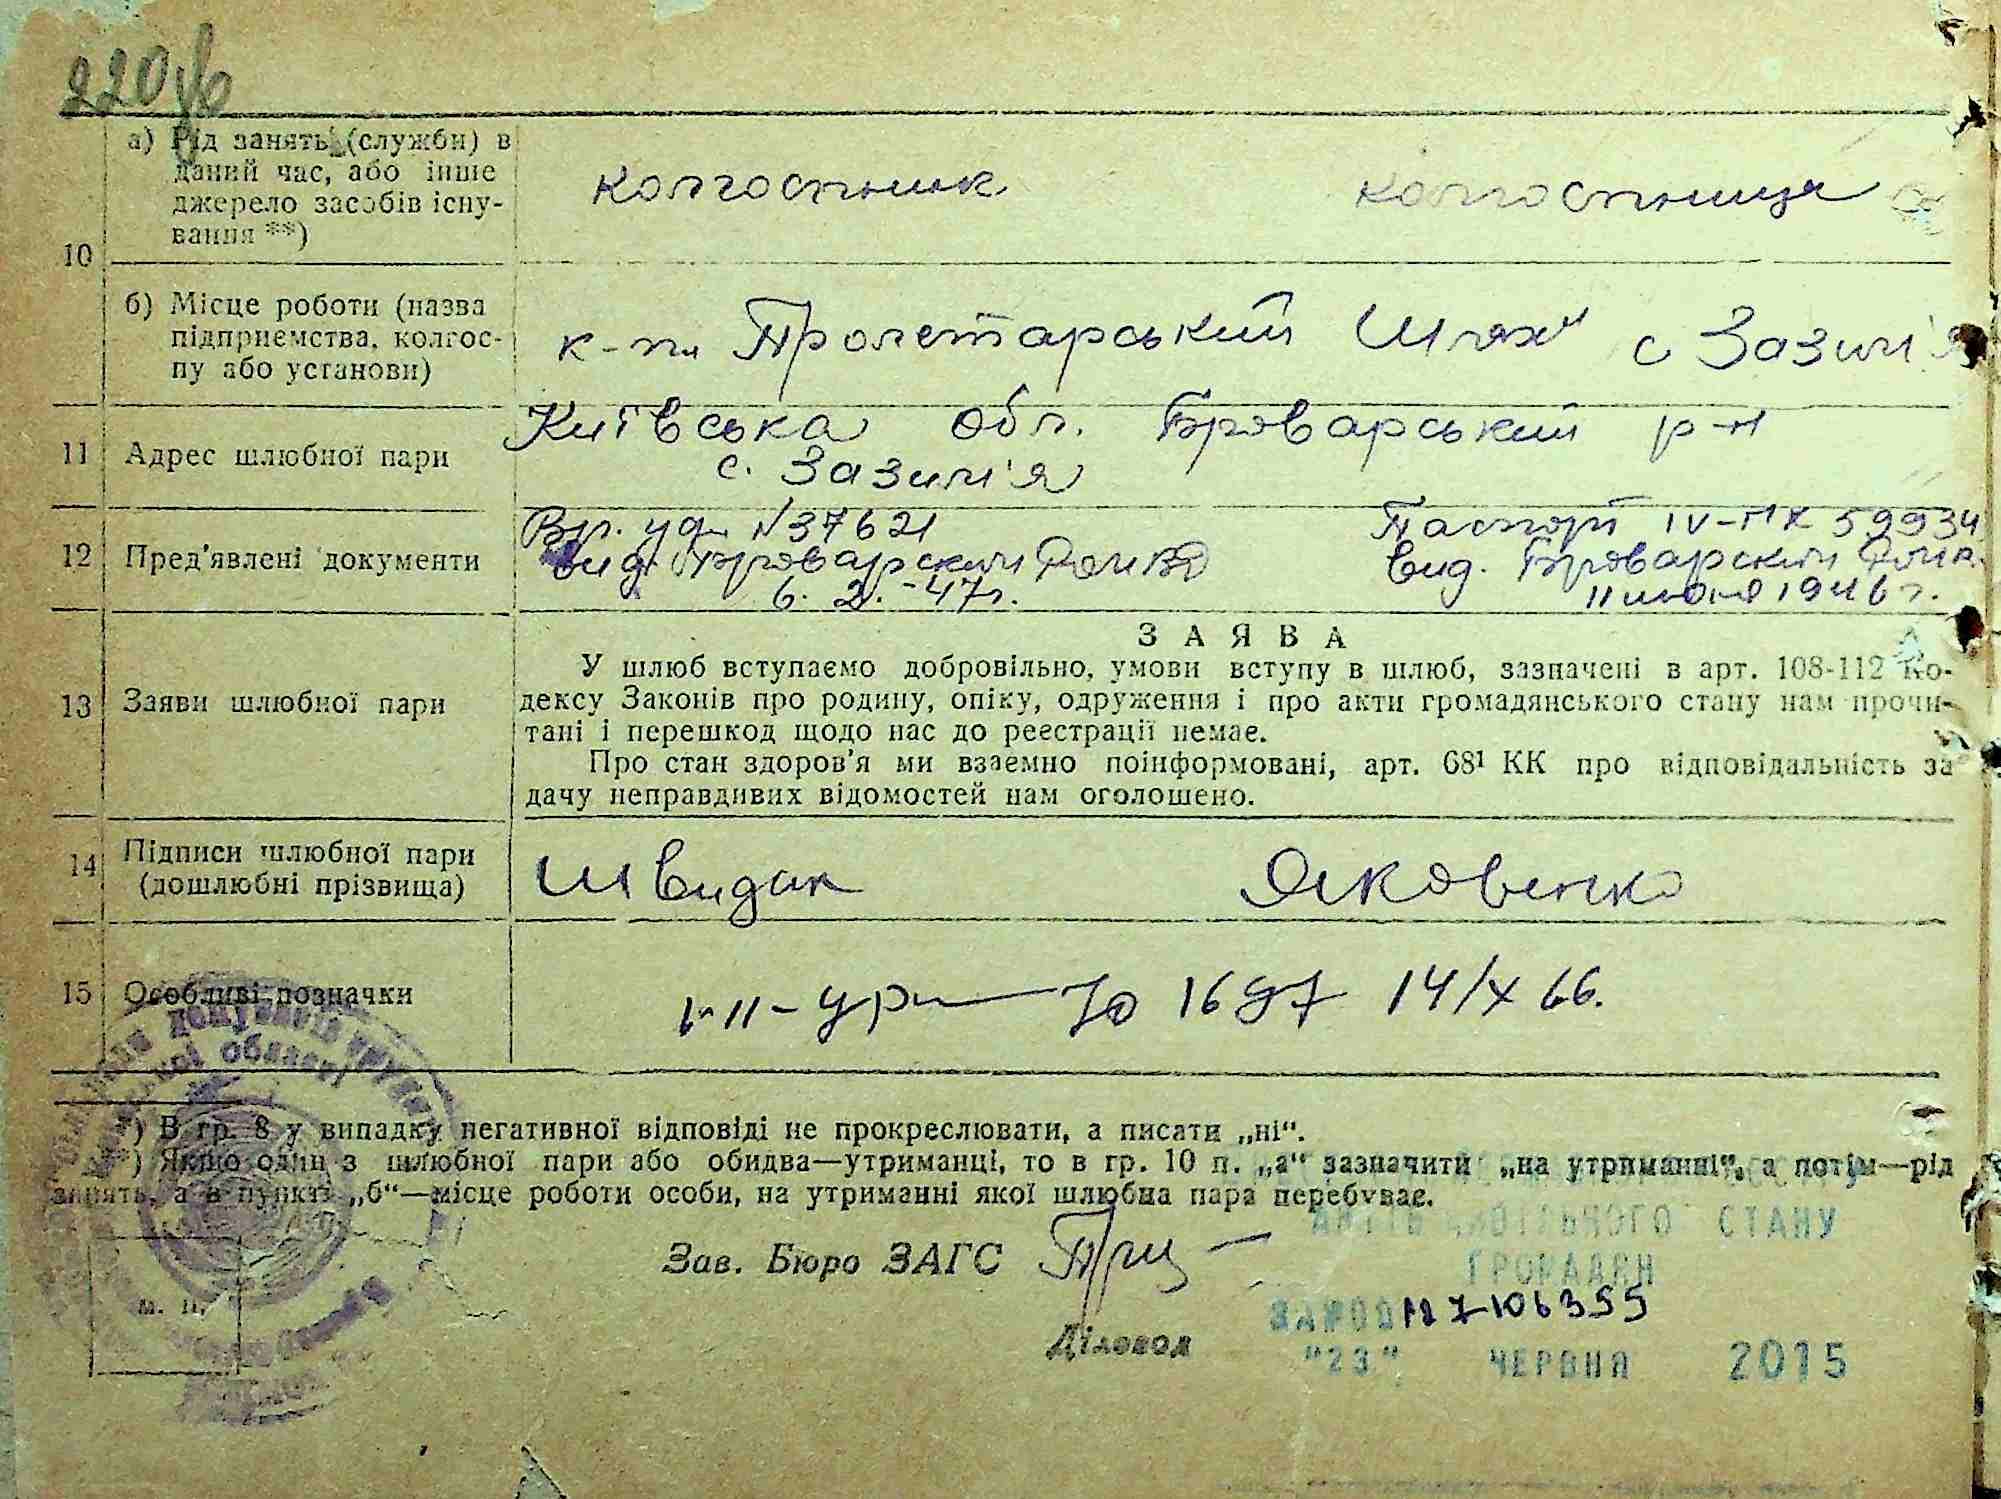 220
а) Рід занять (служби) в
даний час, або інше
джерело засобів існу-
вання **)
колгоспник колгоспниця
10
б) Місце роботи (назва
підприємства, колгос-
пу або установи)
к-п „Пролетарський Шлях" с Зазим'я
11 Адрес шлюбної пари
Київська обл. Броварський р-н
с. Зазим'я
12 Пред'явлені документи
Вр. уд. №37621 Паспорт IV-МК 59934
вид. Броварским вид. Броварским
6. 2. -47г. 11 июня 1946 г.
З А Я В А
13 Заяви шлюбної пари
У шлюб вступаємо добровільно, умови вступу в шлюб, зазначені в арт. 108-112 Ко-
дексу Законів про родину, опіку, одруження і про акти громадянського стану нам прочи-
тані і перешкод щодо нас до реєстрації немає.
Про стан здоров'я ми взаємно поінформовані, арт. 68¹ КК про відповідальність за
дачу неправдивих відомостей нам оголошено.
14 Підписи шлюбної пари
(дошлюбні прізвища)
Швидак Яковенко
15 Особливі позначки
14/X 66.
*) В гр. 8 у випадку негативної відповіді не прокреслювати, а писати „ні".
**) Якщо один з шлюбної пари або обидва—утриманці, то в гр. 10 п. „а" зазначити „на утриманні", а потім—рід
занять, а в пункті „б"—місце роботи особи, на утриманні якої шлюбна пара перебуває.
СТАНУ
Зав. Бюро ЗАГС
ГРОМАДЯН
м. п.
№ 7106355
Діловод
"23" ЧЕРВНЯ 2015